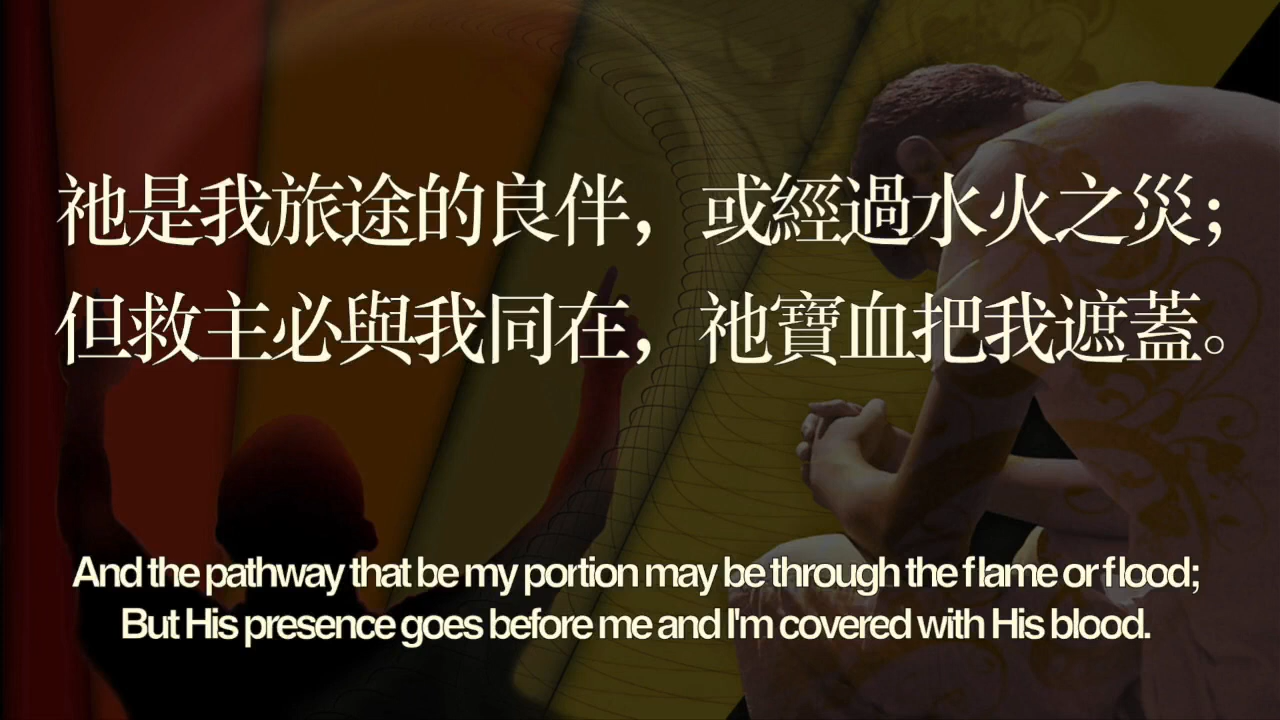 祂是我旅途的良伴，或經過水火之災；
但救主必與我同在，祂寶血把我遮蓋。
And the pathway that be my portion may be through the flame or flood;
But His presence goes before me and I'm covered with His blood.